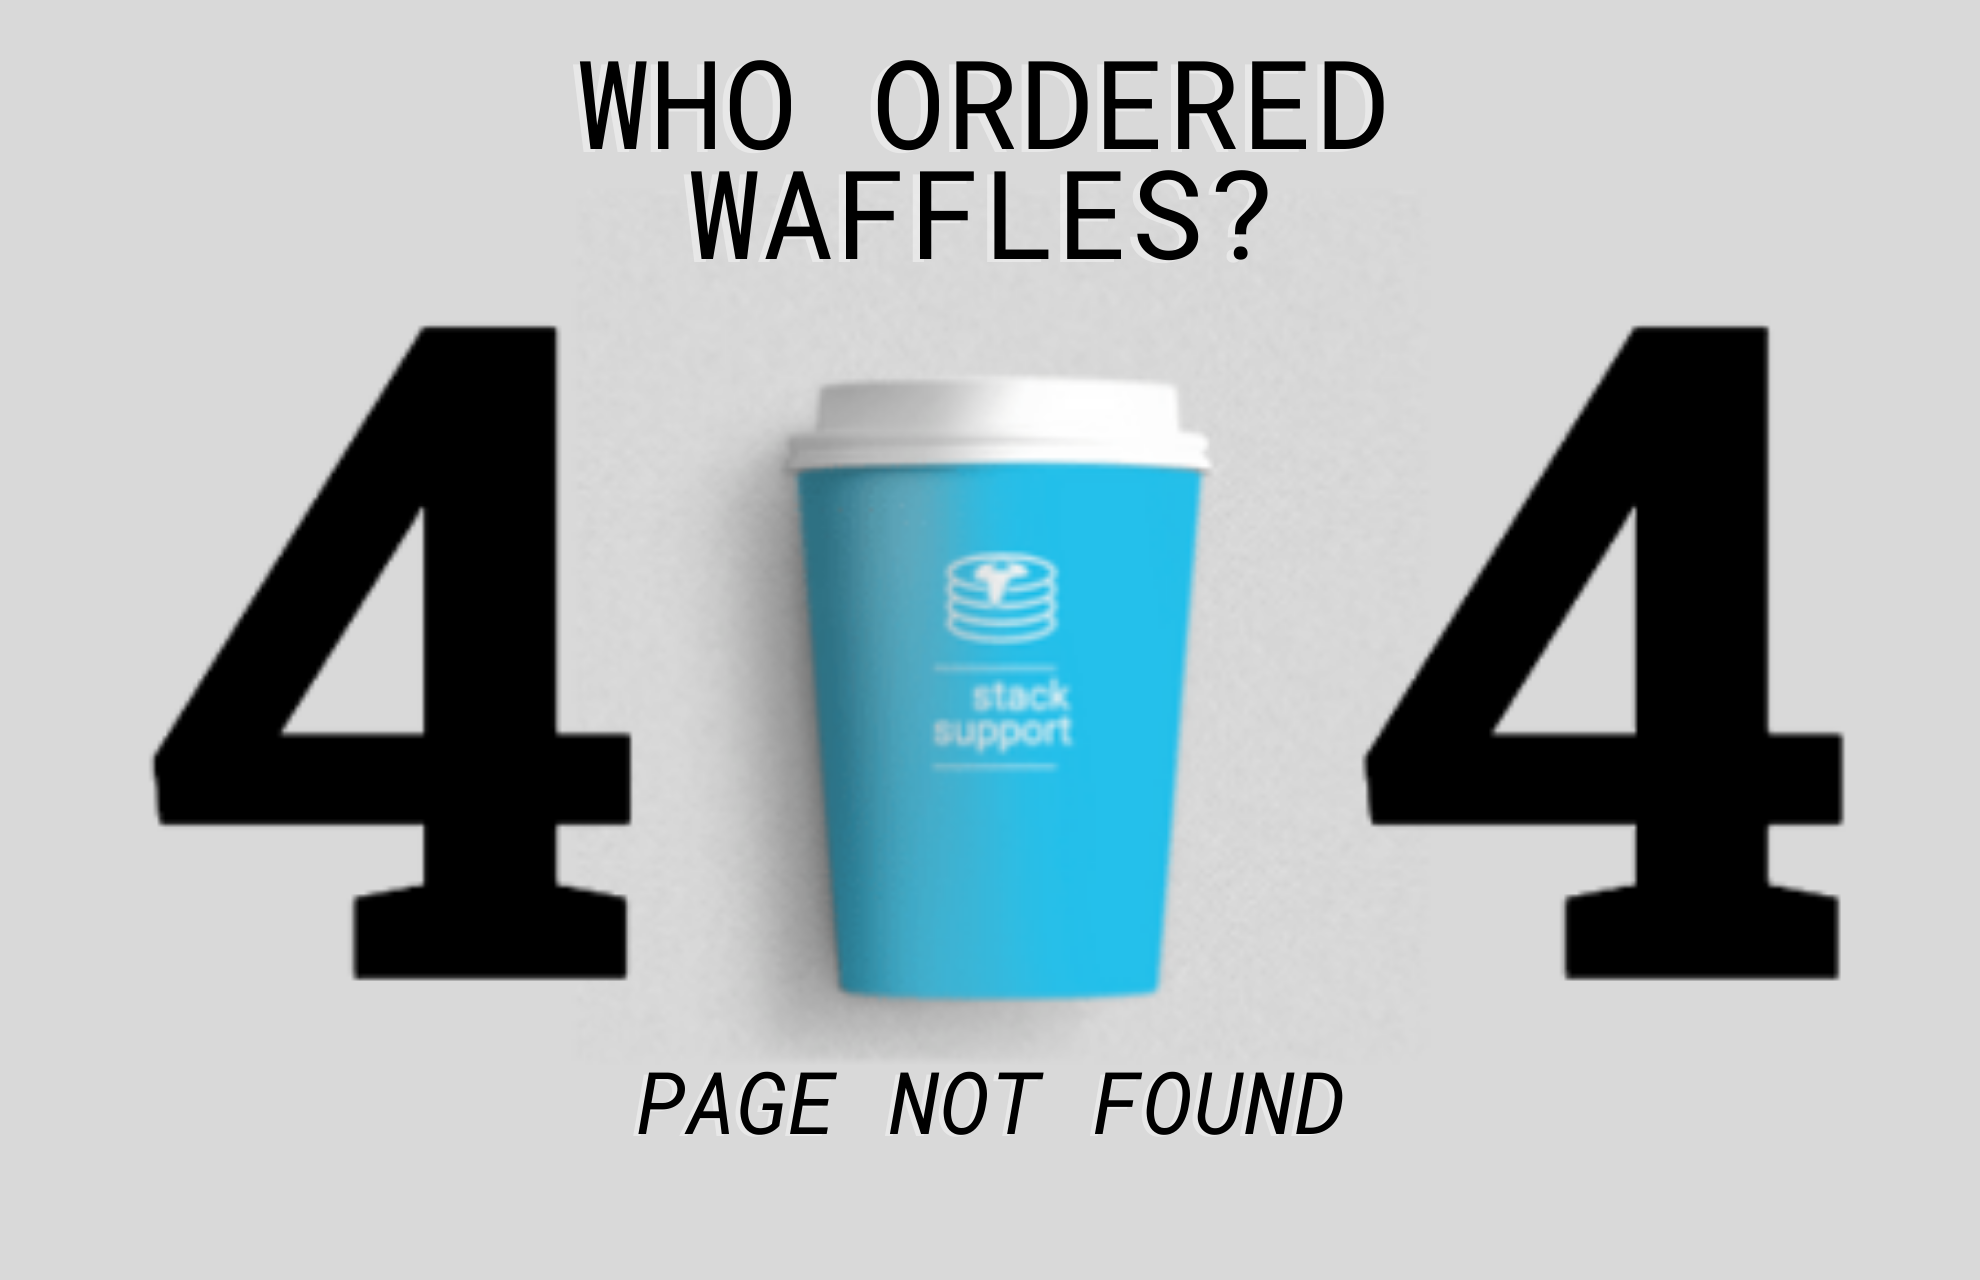 WHO ORDERED
WAFFLES?
4 4
stack
support
PAGE NOT FOUND